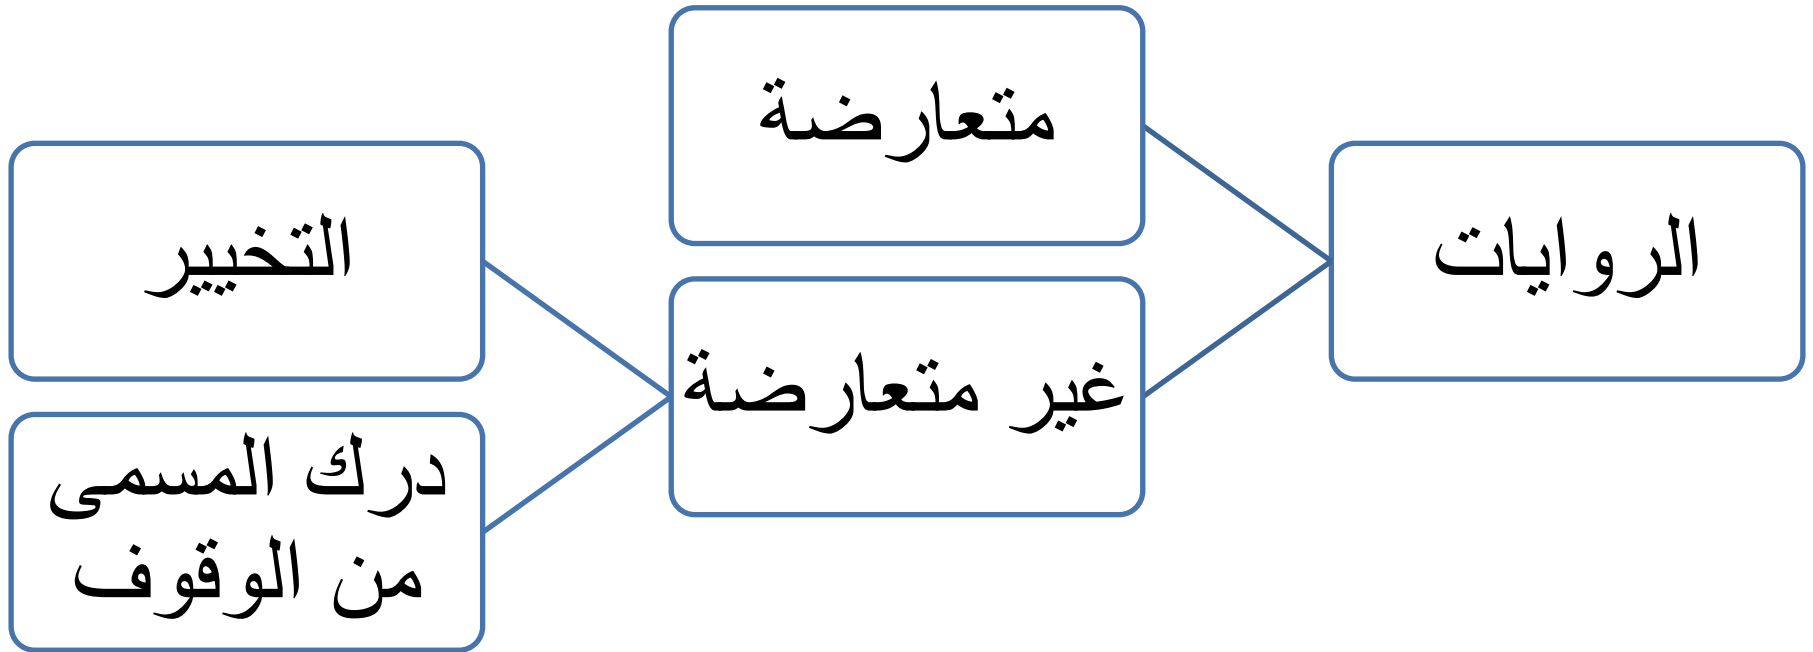 الروايات
متعارضة
غير متعارضة
التخيير
درك المسمى
من الوقوف